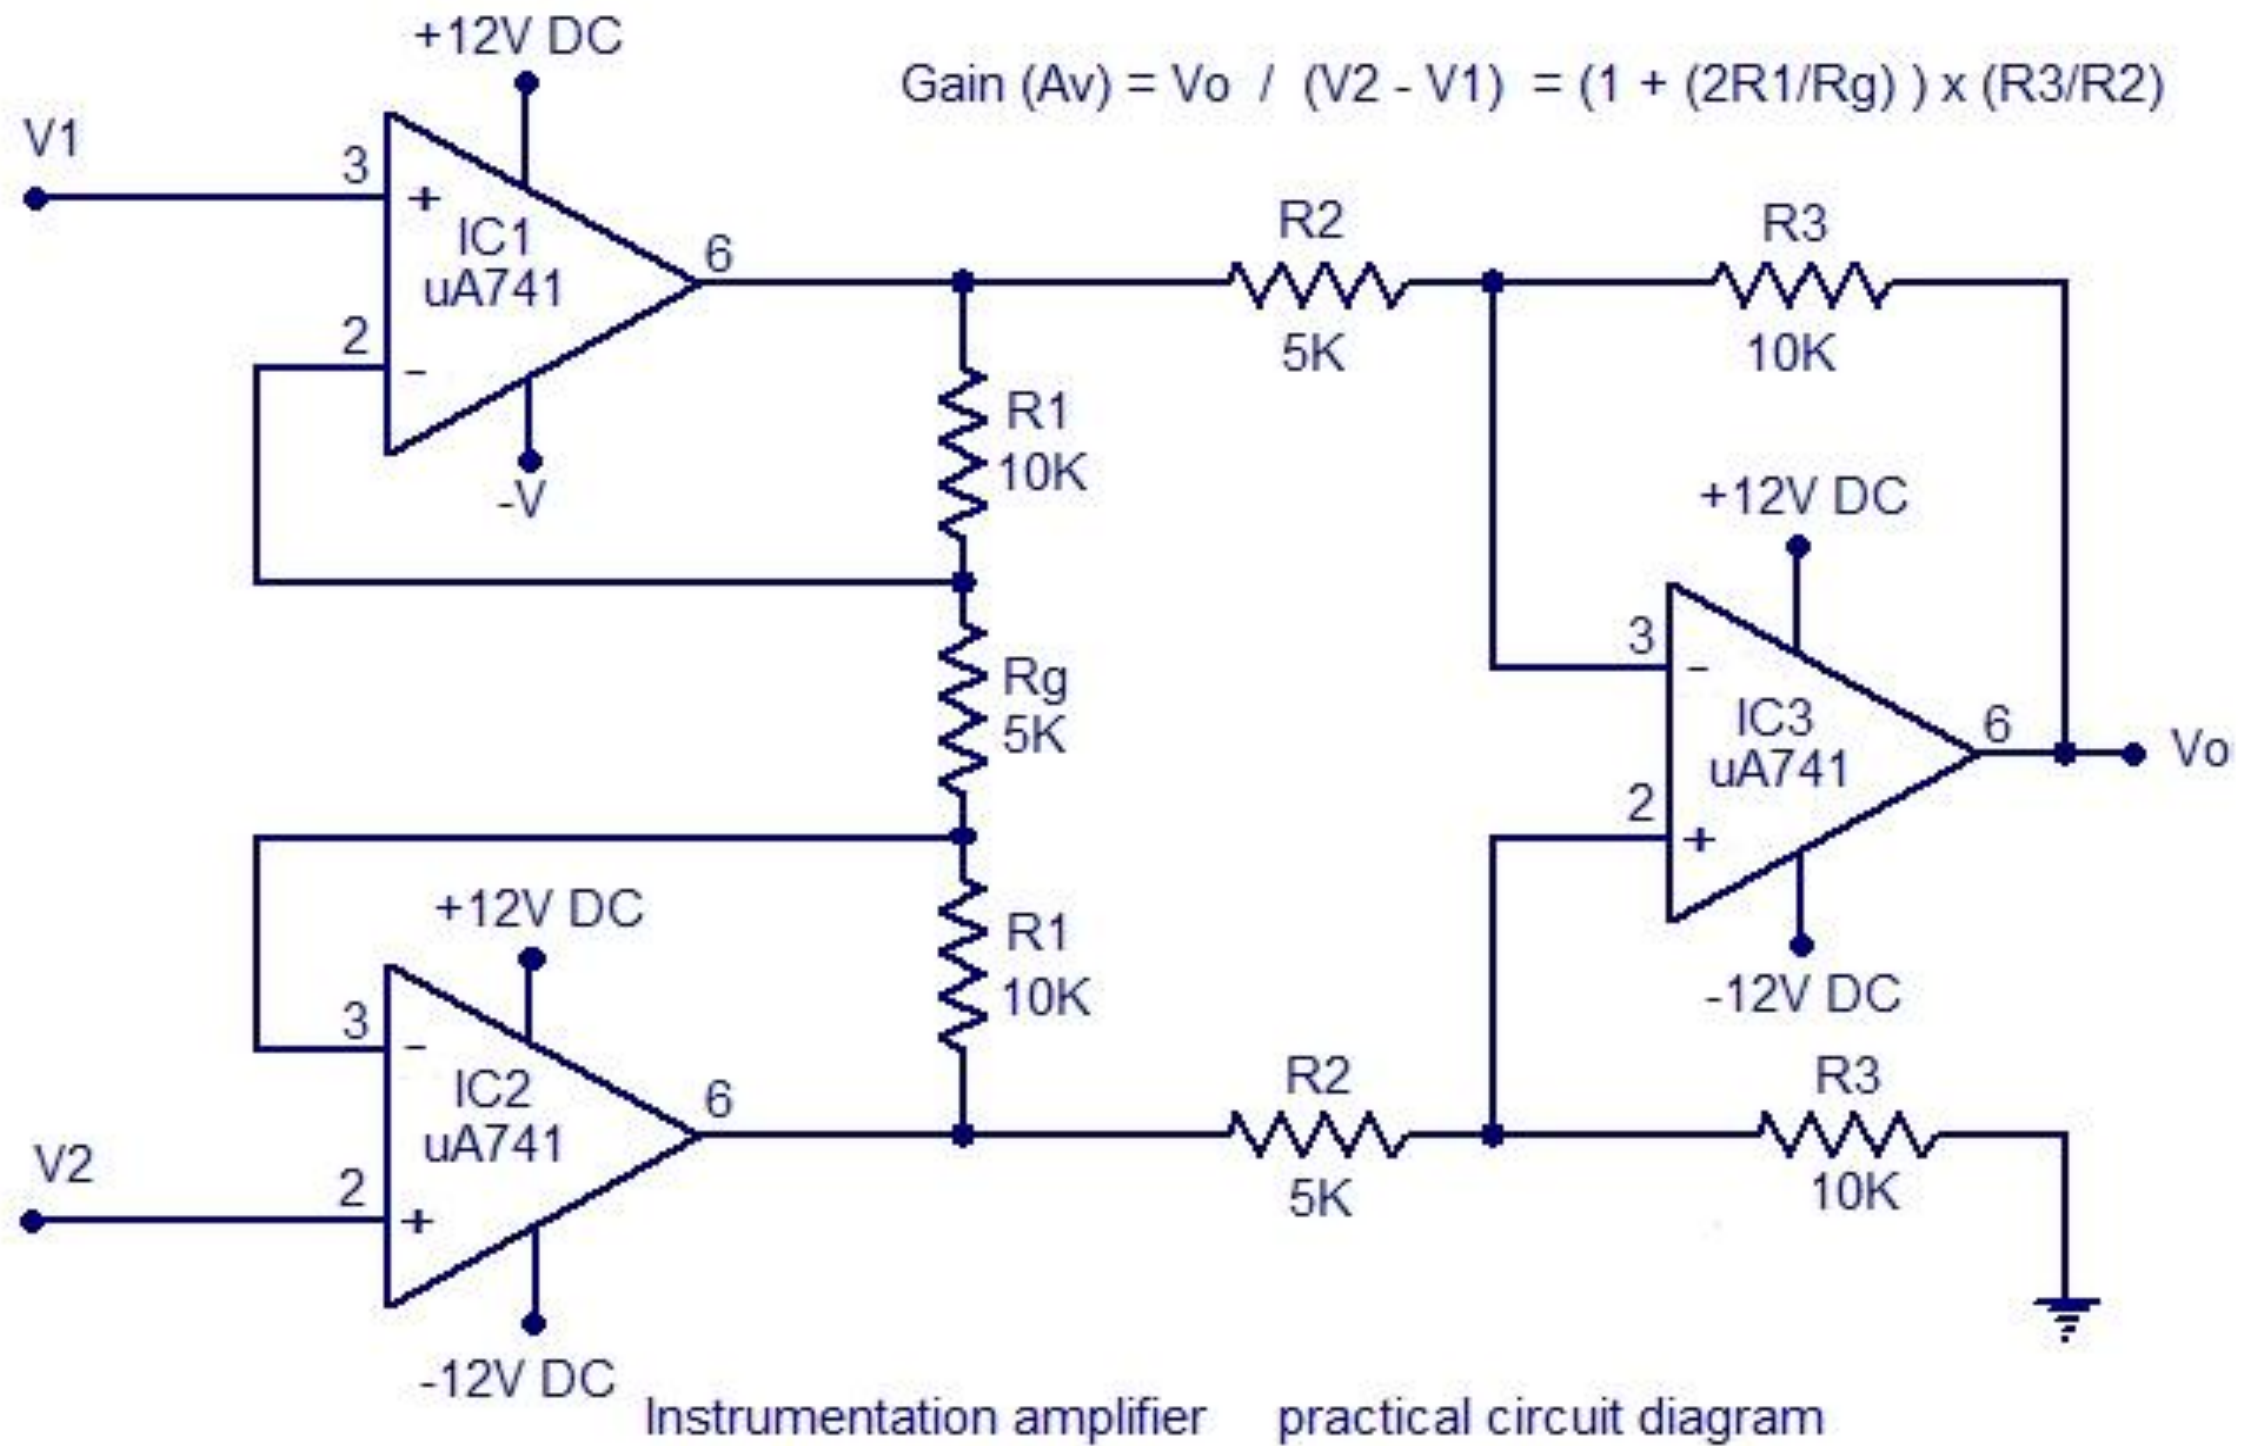 +12V DC
Gain (Av) = Vo / (V2 - V1) = (1 + (2R1/Rg) ) x (R3/R2)
V1
3
+
IC1
uA741
6
2
-
-V
R2
5K
R3
10K
R1
10K
Rg
5K
+12V DC
3
-
IC3
uA741
6
Vo
2
+
-12V DC
+12V DC
R1
10K
3
-
IC2
uA741
6
V2
2
+
-12V DC
R2
5K
R3
10K
Instrumentation amplifier practical circuit diagram